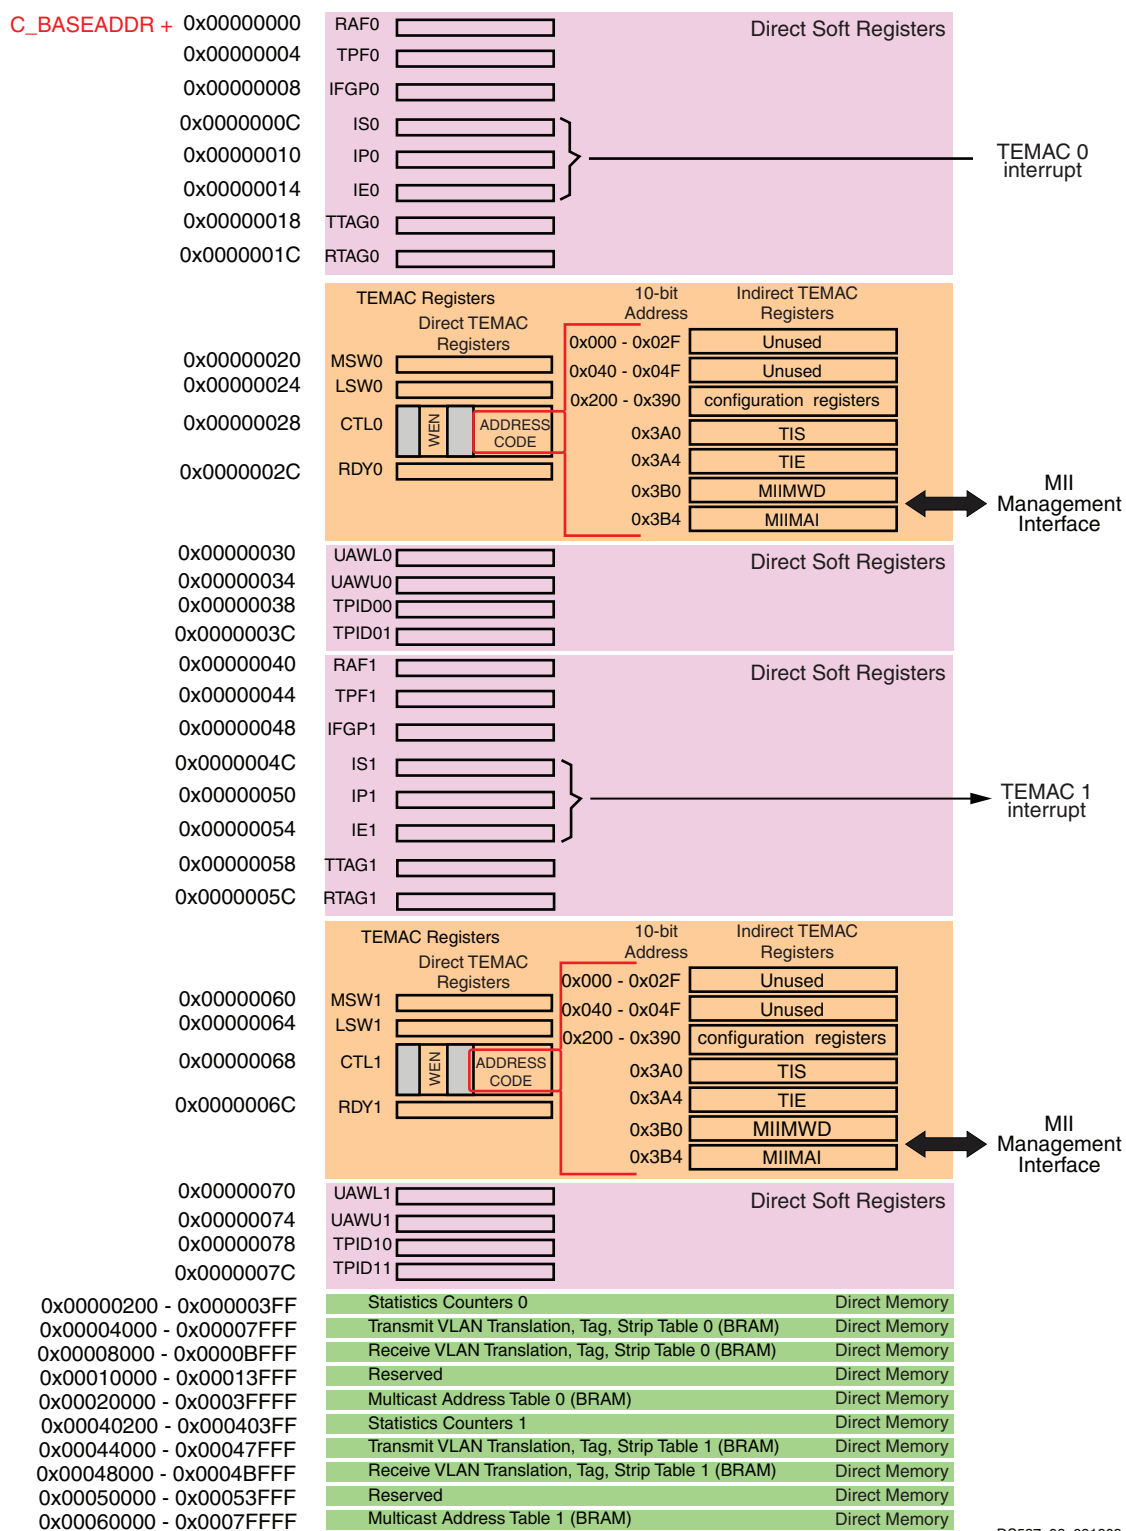 C_BASEADDR + 0x00000000 RAF0 Direct Soft Registers
0x00000004 TPF0
0x00000008 IFGP0
0x0000000C IS0
0x00000010 IP0 TEMAC 0 interrupt
0x00000014 IE0
0x00000018 TTAG0
0x0000001C RTAG0
TEMAC Registers 10-bit Address Indirect TEMAC Registers
Direct TEMAC Registers
0x000 - 0x02F Unused
0x00000020 MSW0
0x040 - 0x04F Unused
0x00000024 LSW0
0x200 - 0x390 configuration registers
0x00000028 CTL0 WEN ADDRESS CODE
0x3A0 TIS
0x3A4 TIE
0x0000002C RDY0
0x3B0 MIIMWD
0x3B4 MIIMAI
MII Management Interface
0x00000030 UAWL0 Direct Soft Registers
0x00000034 UAWU0
0x00000038 TPID00
0x0000003C TPID01
0x00000040 RAF1 Direct Soft Registers
0x00000044 TPF1
0x00000048 IFGP1
0x0000004C IS1
0x00000050 IP1 TEMAC 1 interrupt
0x00000054 IE1
0x00000058 TTAG1
0x0000005C RTAG1
TEMAC Registers 10-bit Address Indirect TEMAC Registers
Direct TEMAC Registers
0x000 - 0x02F Unused
0x00000060 MSW1
0x040 - 0x04F Unused
0x00000064 LSW1
0x200 - 0x390 configuration registers
0x00000068 CTL1 WEN ADDRESS CODE
0x3A0 TIS
0x3A4 TIE
0x0000006C RDY1
0x3B0 MIIMWD
0x3B4 MIIMAI
MII Management Interface
0x00000070 UAWL1 Direct Soft Registers
0x00000074 UAWU1
0x00000078 TPID10
0x0000007C TPID11
0x00000200 - 0x000003FF Statistics Counters 0 Direct Memory
0x00004000 - 0x00007FFF Transmit VLAN Translation, Tag, Strip Table 0 (BRAM) Direct Memory
0x00008000 - 0x0000BFFF Receive VLAN Translation, Tag, Strip Table 0 (BRAM) Direct Memory
0x00010000 - 0x00013FFF Reserved Direct Memory
0x00020000 - 0x0003FFFF Multicast Address Table 0 (BRAM) Direct Memory
0x00040200 - 0x000403FF Statistics Counters 1 Direct Memory
0x00044000 - 0x00047FFF Transmit VLAN Translation, Tag, Strip Table 1 (BRAM) Direct Memory
0x00048000 - 0x0004BFFF Receive VLAN Translation, Tag, Strip Table 1 (BRAM) Direct Memory
0x00050000 - 0x00053FFF Reserved Direct Memory
0x00060000 - 0x0007FFFF Multicast Address Table 1 (BRAM) Direct Memory